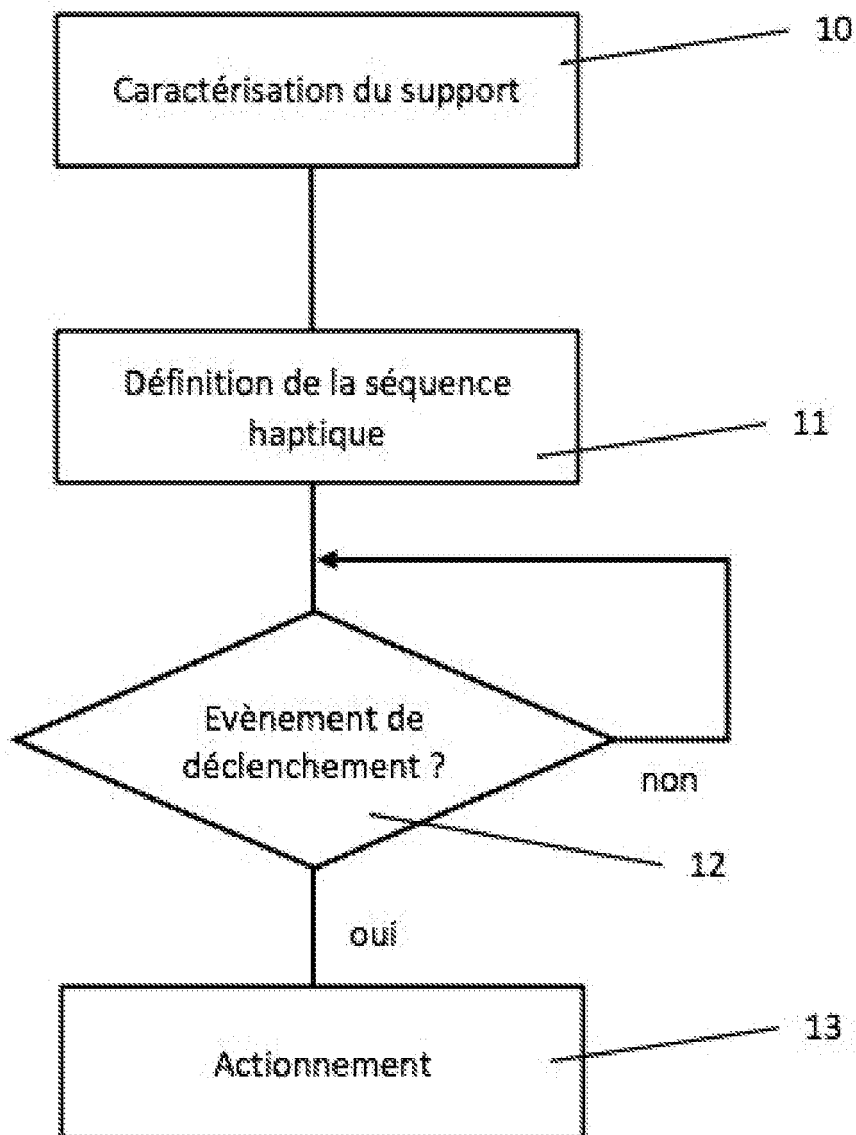 10
Caractérisation du support
Définition de la séquence
haptique
11
Evènement de
déclenchement ?
non
12
oui
13
Actionnement